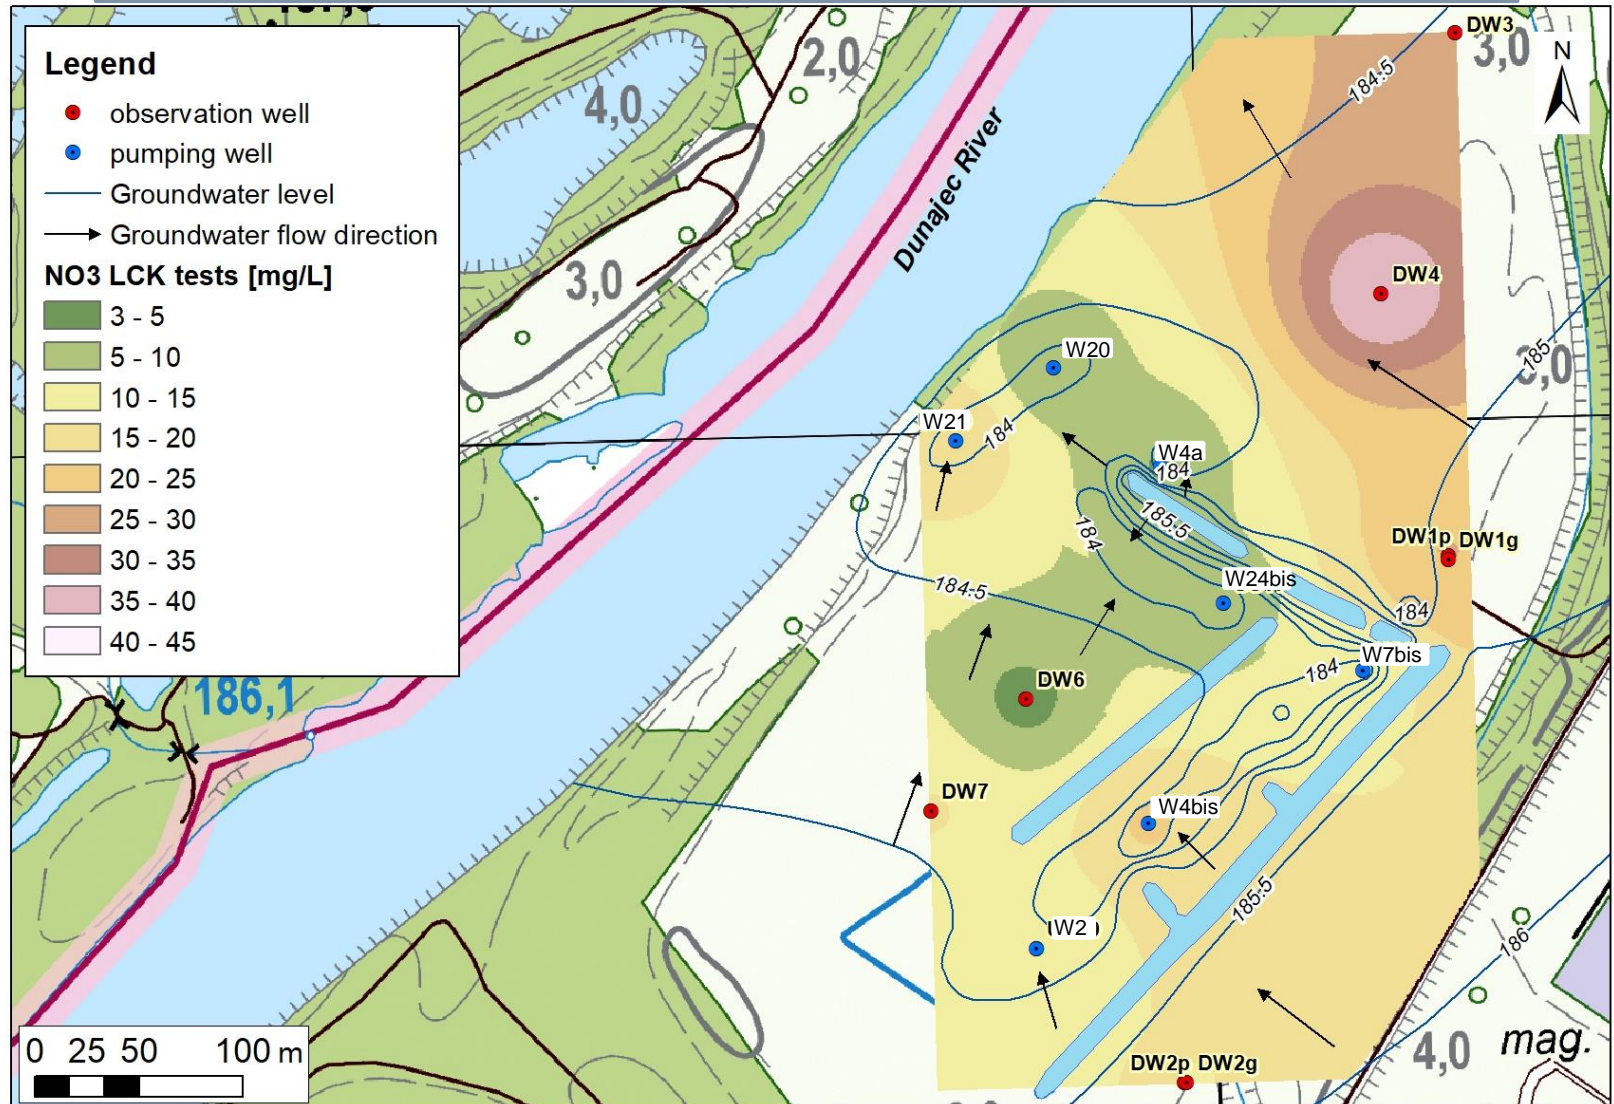 Legend
observation well
pumping well
Groundwater level
Groundwater flow direction
NO3 LCK tests [mg/L]
3 - 5
5 - 10
10 - 15
15 - 20
20 - 25
25 - 30
30 - 35
35 - 40
40 - 45
0 25 50 100 m
N
2,0
4,0
3,0
3,0
3,0
4,0
186,1
mag.
Dunajec River
DW3
DW4
DW1p DW1g
DW6
DW7
DW2p DW2g
W20
W21
W4a
W24bis
W7bis
W4bis
W2
184.5
185
184
184
185.5
184
184.5
184
184
185.5
186